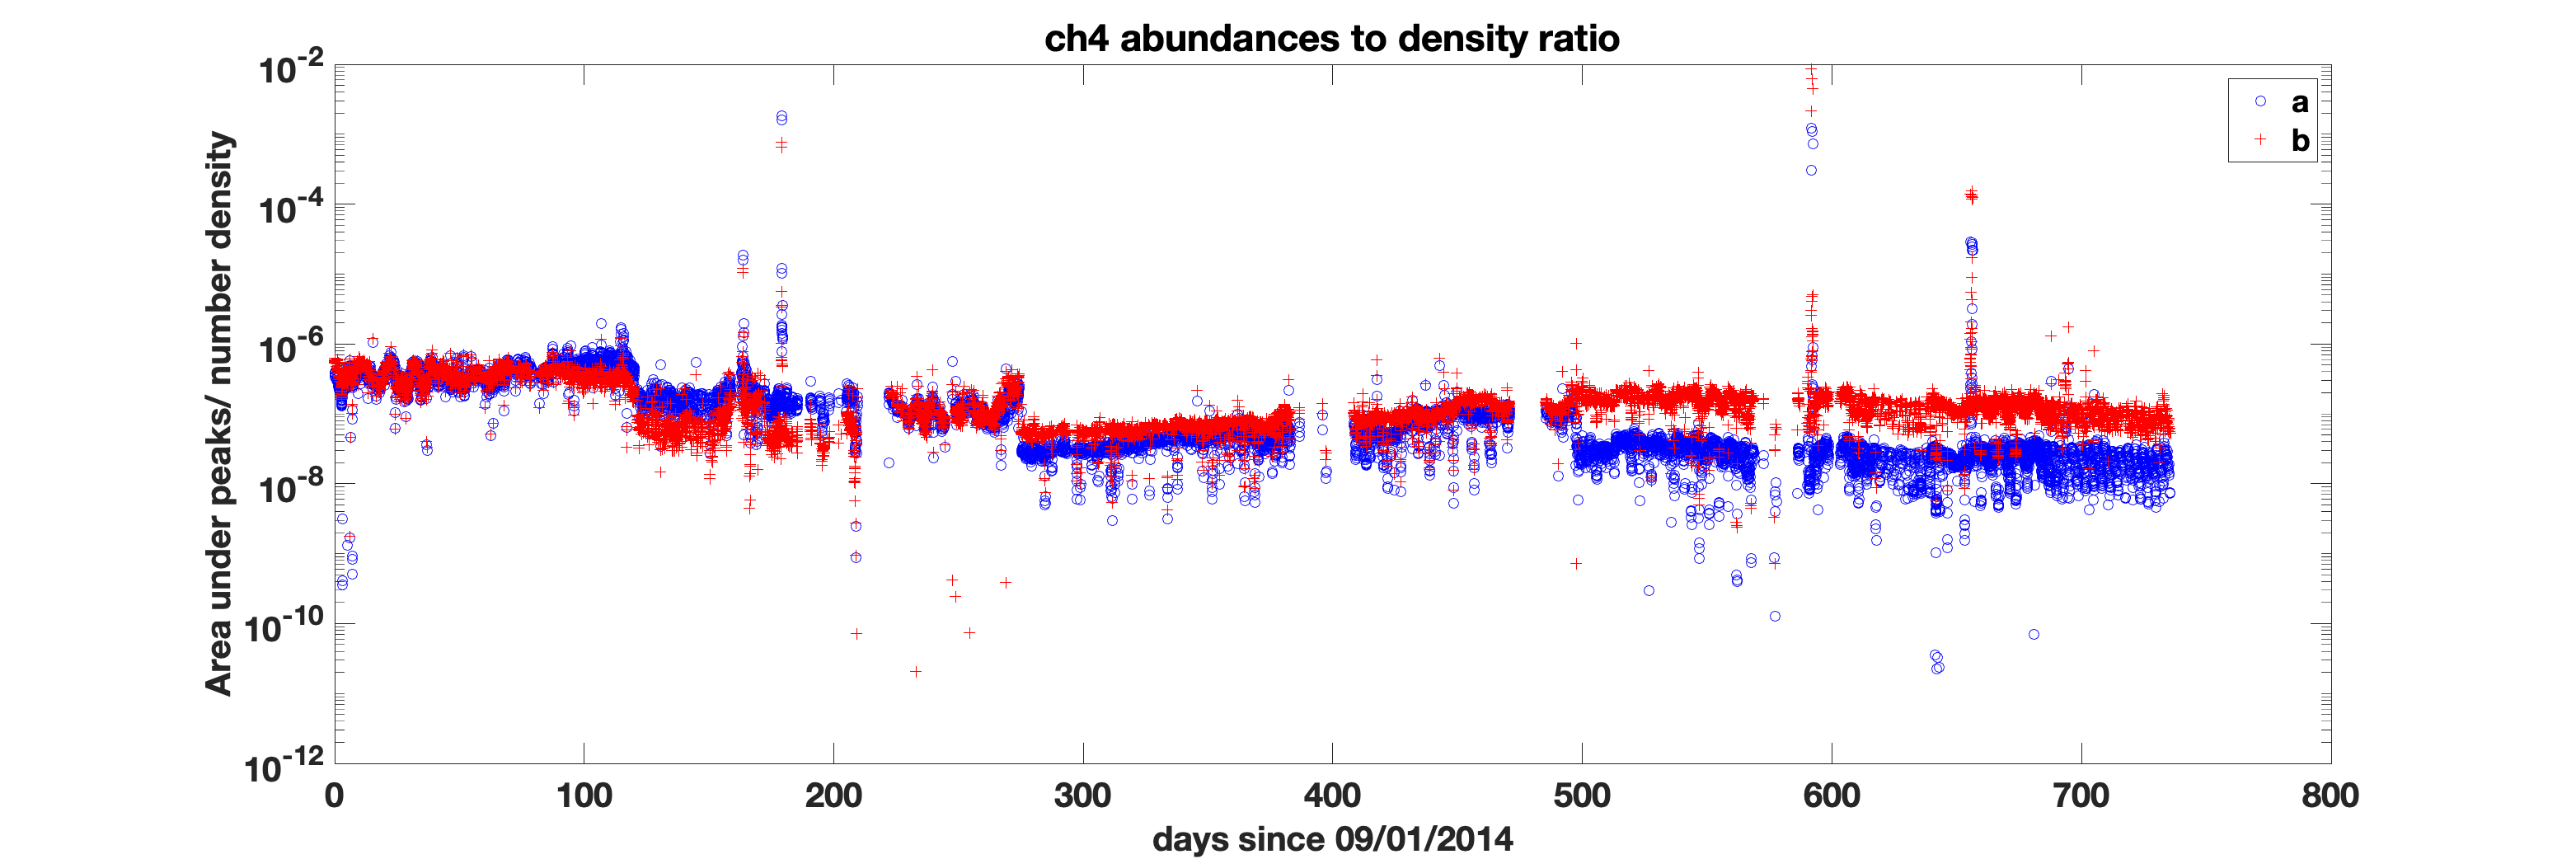 ch4 abundances to density ratio
10-2
10-4
10-6
10-8
10-10
10-12
Area under peaks/ number density
a
b
0 100 200 300 400 500 600 700 800
days since 09/01/2014